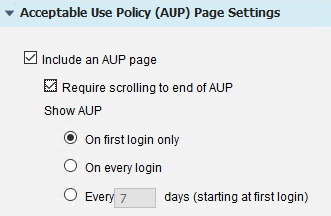 Acceptable Use Policy (AUP) Page Settings
Include an AUP page
Require scrolling to end of AUP
Show AUP
On first login only
On every login
Every 7 days (starting at first login)